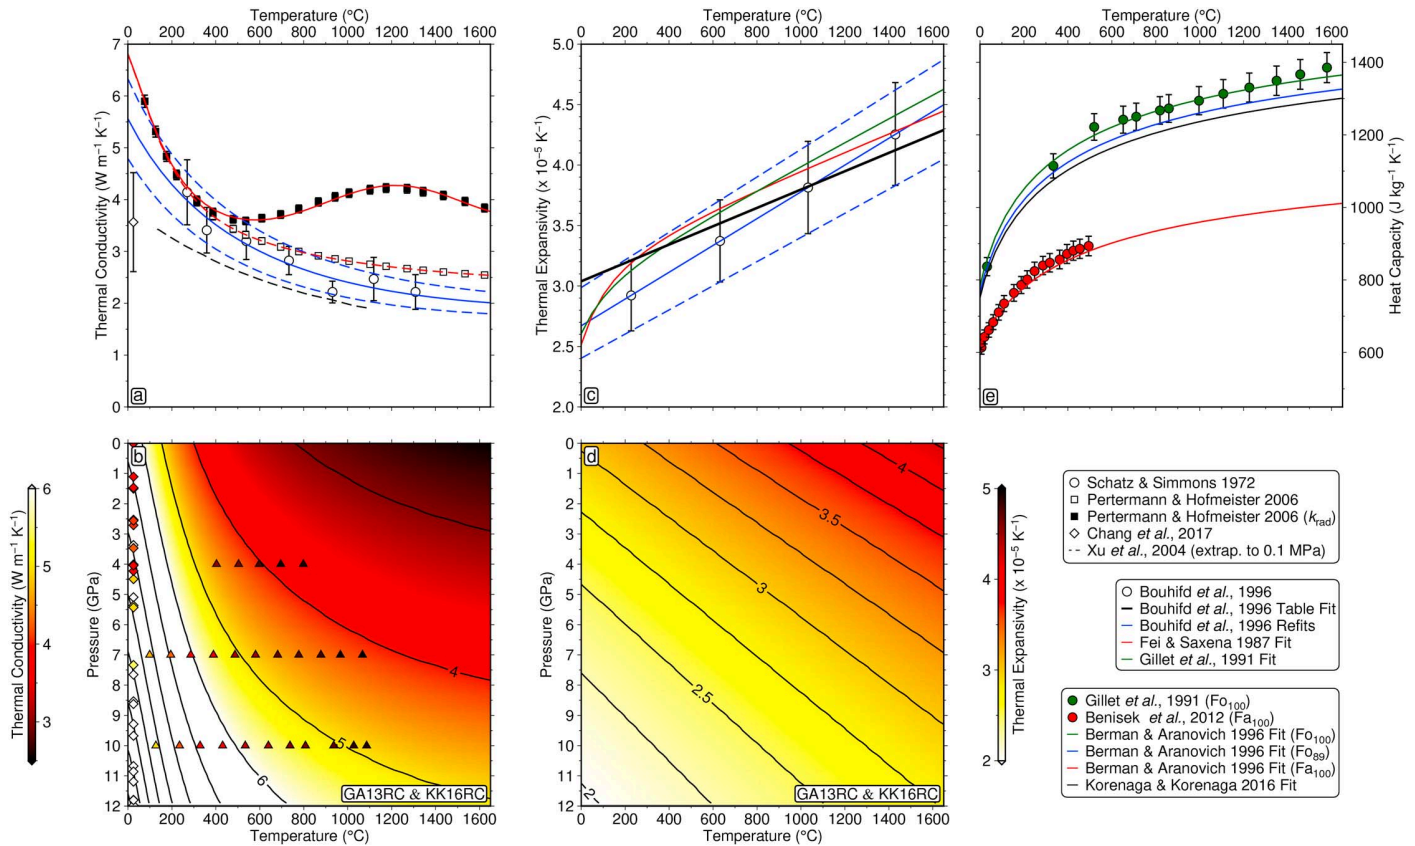 Temperature (°C)
0 200 400 600 800 1000 1200 1400 1600
Thermal Conductivity (W m⁻¹ K⁻¹)
7
6
5
4
3
2
1
0
a
Temperature (°C)
0 200 400 600 800 1000 1200 1400 1600
Thermal Expansivity (x 10⁻⁵ K⁻¹)
5.0
4.5
4.0
3.5
3.0
2.5
2.0
c
Temperature (°C)
0 200 400 600 800 1000 1200 1400 1600
1400
1200
1000
800
600
Heat Capacity (J kg⁻¹ K⁻¹)
e
Thermal Conductivity (W m⁻¹ K⁻¹)
6
5
4
3
Pressure (GPa)
0
1
2
3
4
5
6
7
8
9
10
11
12
b
4
5
6
GA13RC & KK16RC
0 200 400 600 800 1000 1200 1400 1600
Temperature (°C)
0
1
2
3
4
5
6
7
8
9
10
11
12
d
4
3.5
3
2.5
2
GA13RC & KK16RC
0 200 400 600 800 1000 1200 1400 1600
Temperature (°C)
Thermal Expansivity (x 10⁻⁵ K⁻¹)
5
4
3
2
Schatz & Simmons 1972
Pertermann & Hofmeister 2006
Pertermann & Hofmeister 2006 (k_rad)
Chang et al., 2017
Xu et al., 2004 (extrap. to 0.1 MPa)
Bouhifd et al., 1996
Bouhifd et al., 1996 Table Fit
Bouhifd et al., 1996 Refits
Fei & Saxena 1987 Fit
Gillet et al., 1991 Fit
Gillet et al., 1991 (Fo₁₀₀)
Benisek et al., 2012 (Fa₁₀₀)
Berman & Aranovich 1996 Fit (Fo₁₀₀)
Berman & Aranovich 1996 Fit (Fo₈₉)
Berman & Aranovich 1996 Fit (Fa₁₀₀)
Korenaga & Korenaga 2016 Fit